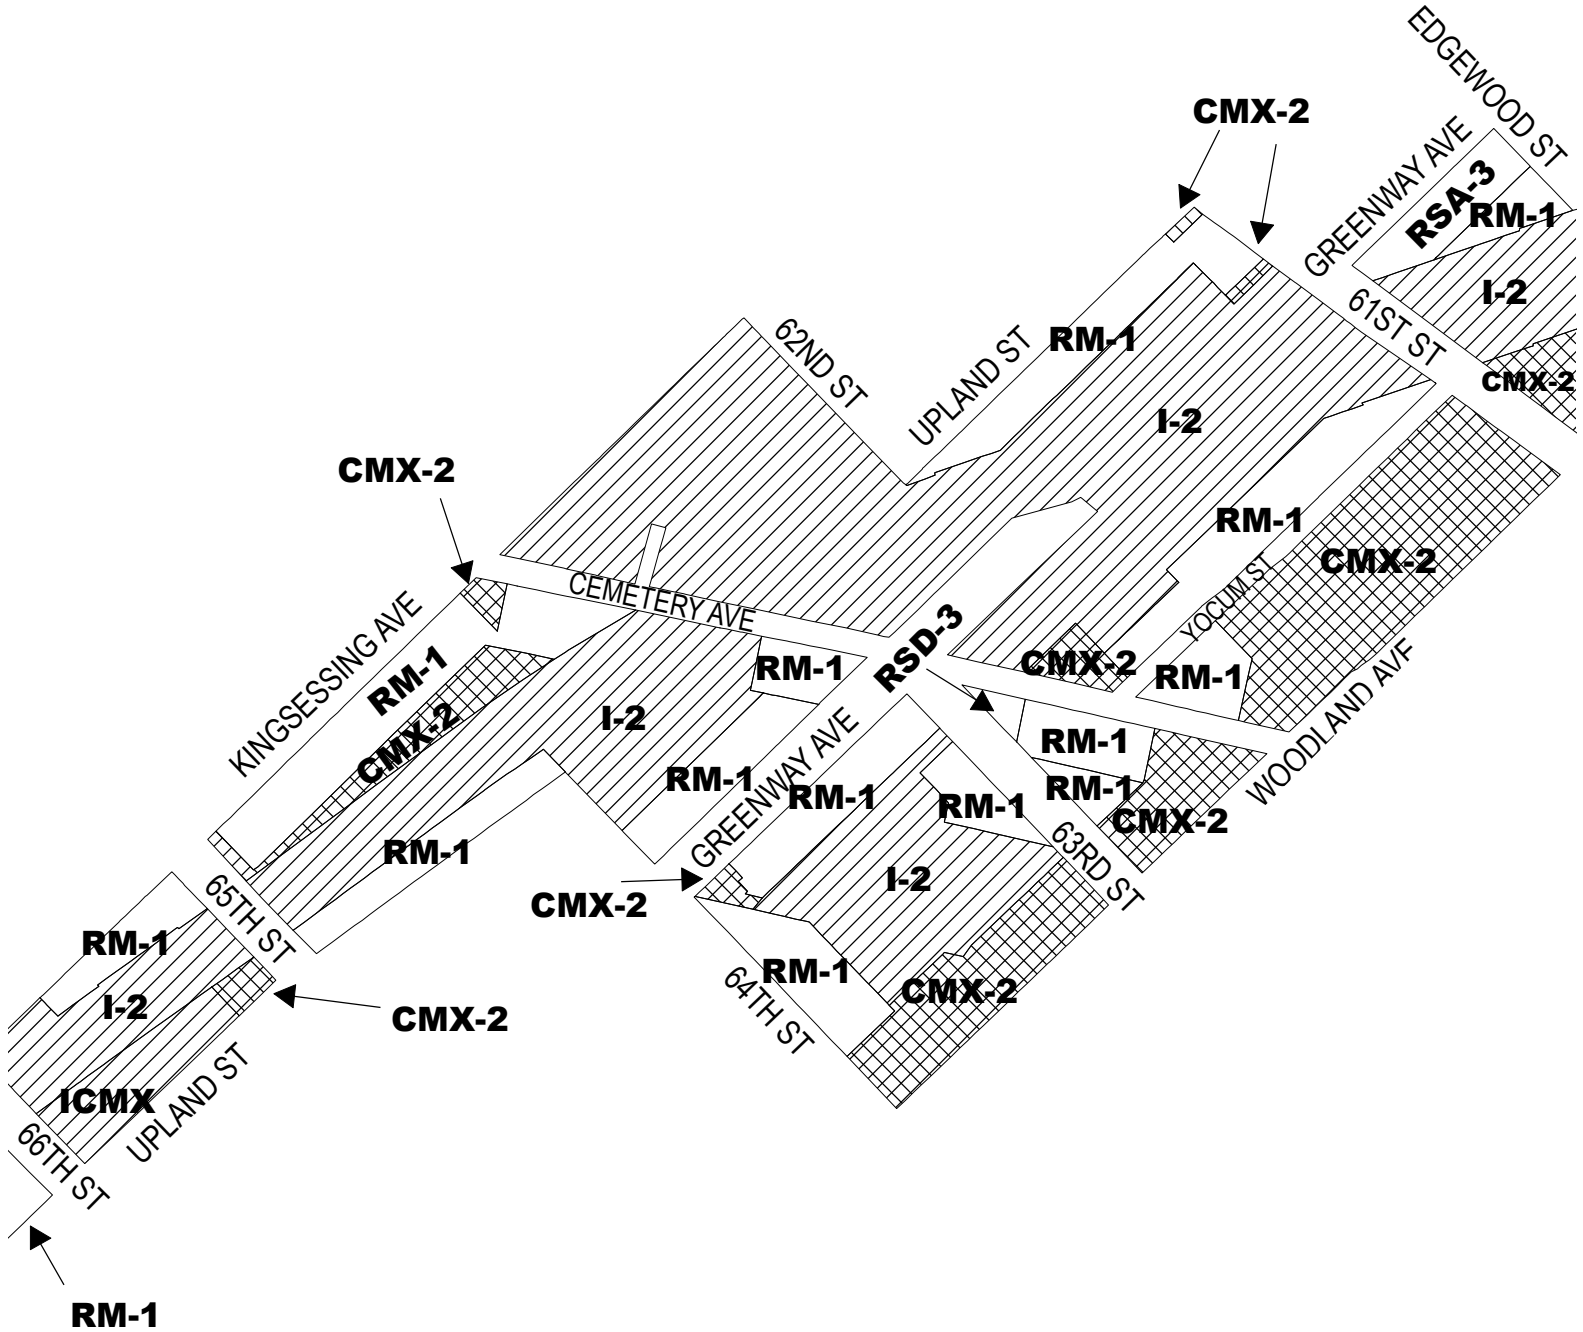 EDGEWOOD ST
CMX-2
GREENWAY AVE
RSA-3
RM-1
I-2
61ST ST
CMX-2
62ND ST
UPLAND ST
RM-1
I-2
CMX-2
RM-1
CMX-2
CEMETERY AVE
YOCUM ST
KINGSESSING AVE
RM-1
CMX-2
RSD-3
RM-1
CMX-2
RM-1
WOODLAND AVF
I-2
RM-1
GREENWAY AVE
RM-1
RM-1
RM-1
RM-1
CMX-2
63RD ST
RM-1
65TH ST
CMX-2
I-2
RM-1
64TH ST
RM-1
CMX-2
I-2
CMX-2
ICMX
UPLAND ST
66TH ST
RM-1